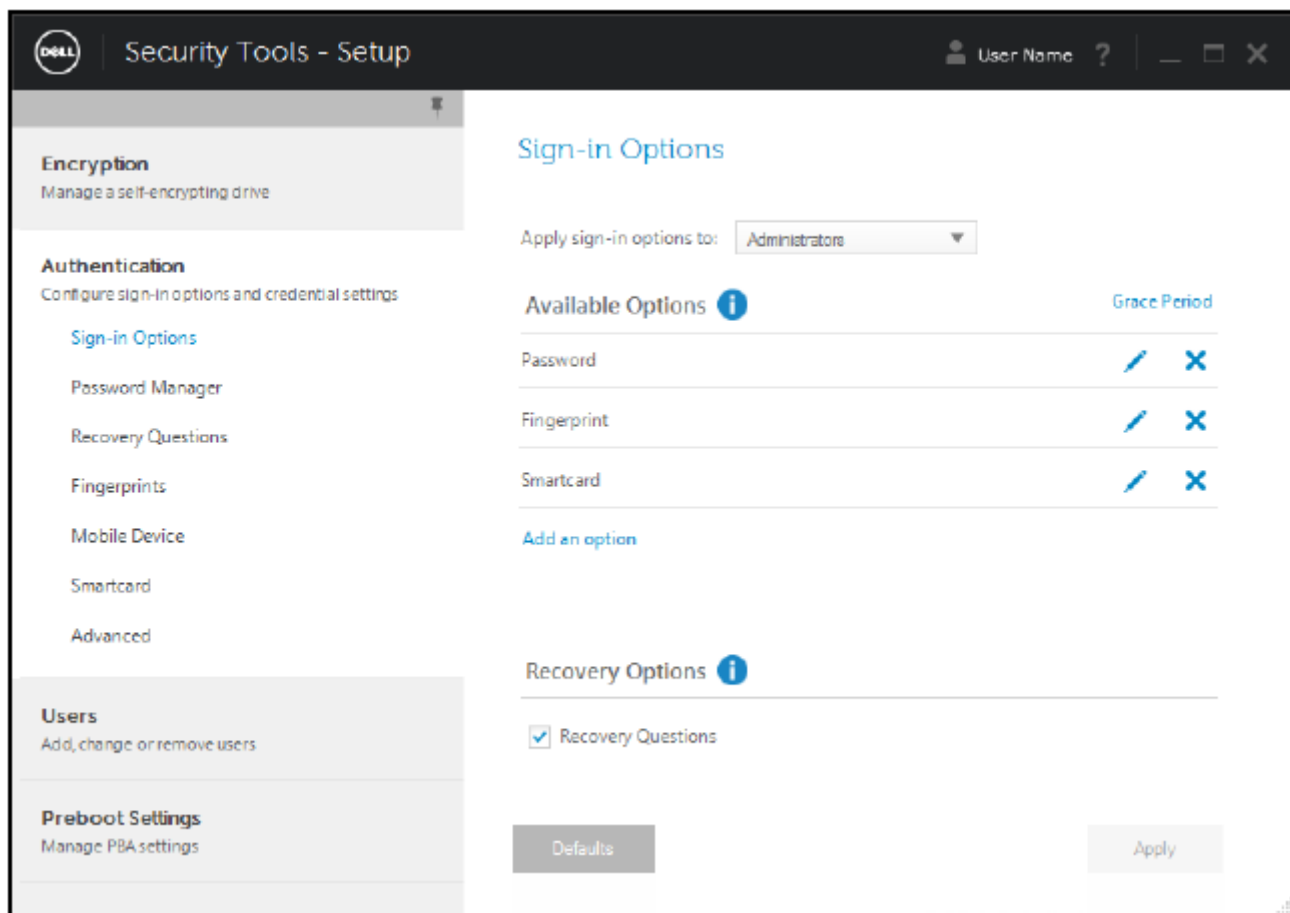 DELL
Security Tools - Setup
User Name ?
Encryption
Manage a self-encrypting drive
Authentication
Configure sign-in options and credential settings
Sign-in Options
Password Manager
Recovery Questions
Fingerprints
Mobile Device
Smartcard
Advanced
Users
Add, change or remove users
Preboot Settings
Manage PBA settings
Sign-in Options
Apply sign-in options to: Administrators
Available Options i
Grace Period
Password
Fingerprint
Smartcard
Add an option
Recovery Options i
Recovery Questions
Defaults
Apply